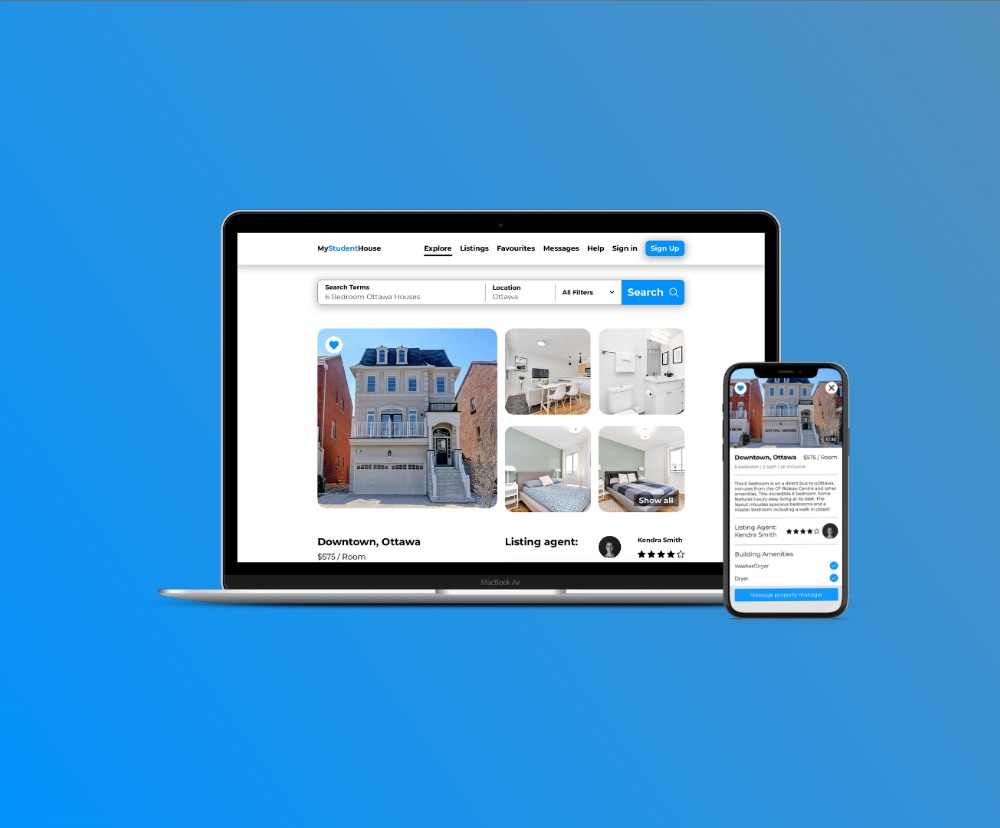 MyStudentHouse
Explore Listings Favourites Messages Help Sign in Sign Up
Search Terms
6 Bedroom Ottawa Houses
Location
Ottawa
All Filters
Search
Show all
Downtown, Ottawa
$575 / Room
Listing agent:
Kendra Smith
MacBook Air
Downtown, Ottawa $575 / Room
6 bedroom | 2 bath | all inclusive
This 6 bedroom is on a direct bus to uOttawa,
minutes from the CF Rideau Centre and other
amenities. This incredible 6 bedroom home
features luxury easy living at its best. The
layout includes spacious bedrooms and a
master bedroom including a walk in closet!
Listing Agent:
Kendra Smith
Building Amenities
Washer/Dryer
Dryer
Message property manager